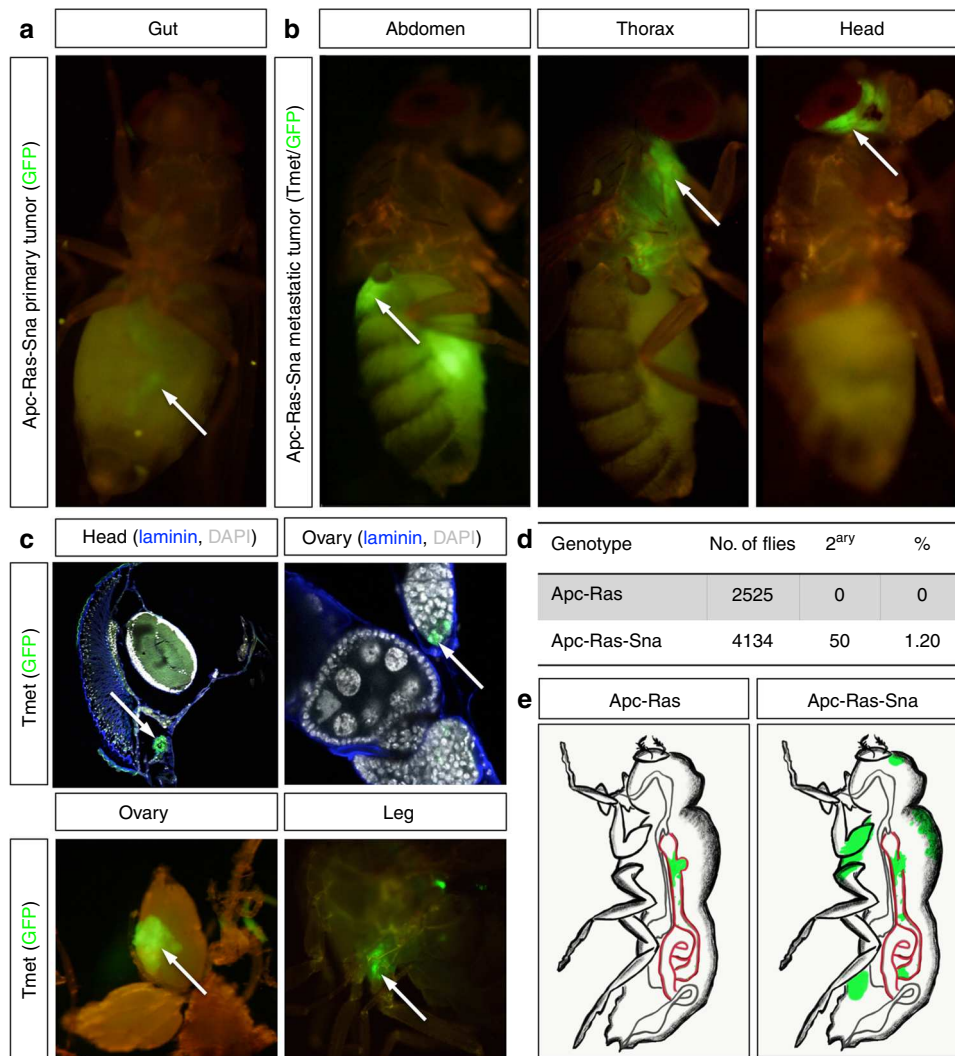 a
Gut
b
Abdomen
Thorax
Head
Apc-Ras-Sna primary tumor (GFP)
Apc-Ras-Sna metastatic tumor (Tmet/GFP)
c
Head (laminin, DAPI)
Ovary (laminin, DAPI)
Tmet (GFP)
Ovary
Leg
Tmet (GFP)
d
Genotype No. of flies 2ary %
Apc-Ras 2525 0 0
Apc-Ras-Sna 4134 50 1.20
e
Apc-Ras
Apc-Ras-Sna